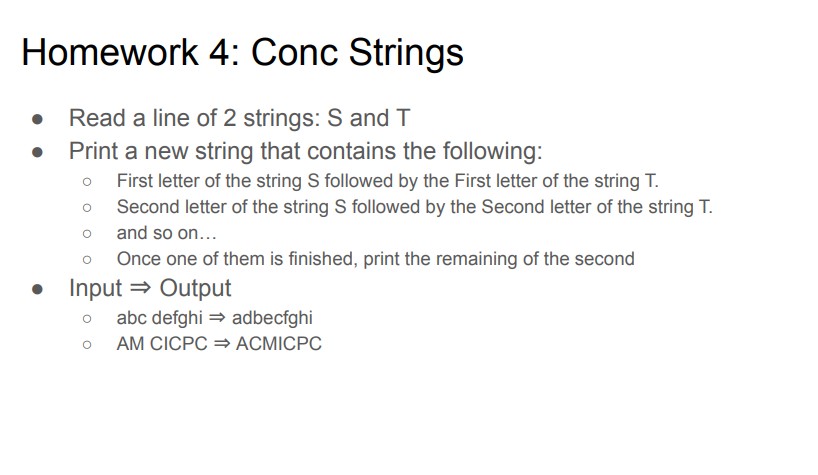 Homework 4: Conc Strings
● Read a line of 2 strings: S and T
● Print a new string that contains the following:
○ First letter of the string S followed by the First letter of the string T.
○ Second letter of the string S followed by the Second letter of the string T.
○ and so on…
○ Once one of them is finished, print the remaining of the second
● Input ⇒ Output
○ abc defghi ⇒ adbecfghi
○ AM CICPC ⇒ ACMICPC